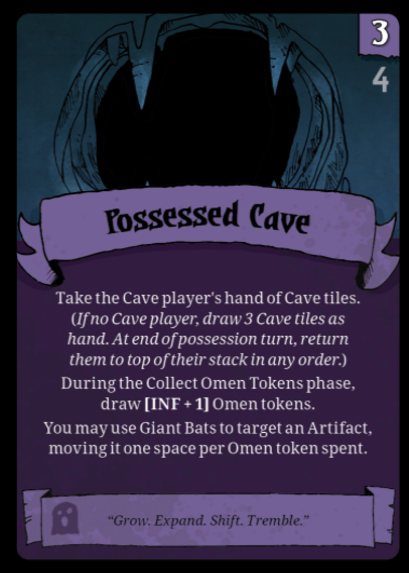 3
4
Possessed Cave
Take the Cave player's hand of Cave tiles.
(If no Cave player, draw 3 Cave tiles as
hand. At end of possession turn, return
them to top of their stack in any order.)
During the Collect Omen Tokens phase,
draw [INF + 1] Omen tokens.
You may use Giant Bats to target an Artifact,
moving it one space per Omen token spent.
“Grow. Expand. Shift. Tremble.”